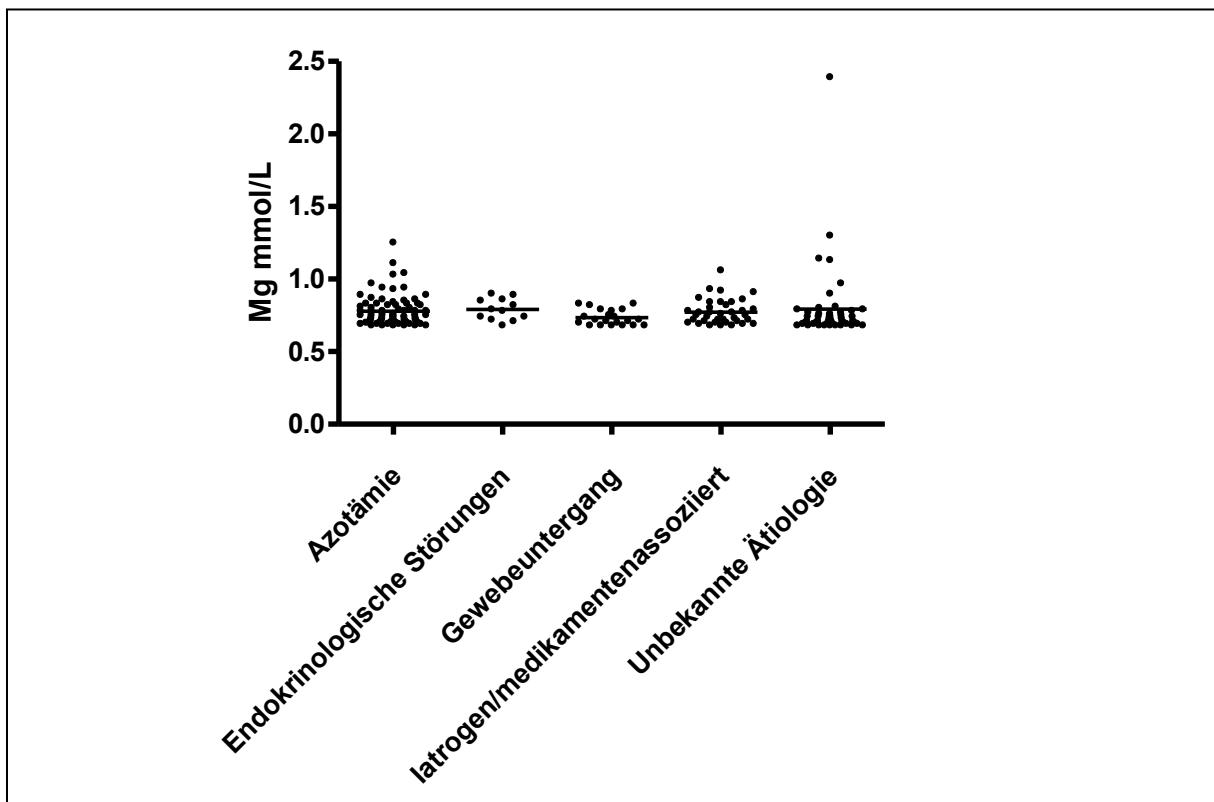 2.5
2.0
1.5
1.0
0.5
0.0
Mg mmol/L
Azotämie
Endokrinologische Störungen
Gewebeuntergang
Iatrogen/medikamentenassoziiert
Unbekannte Ätiologie